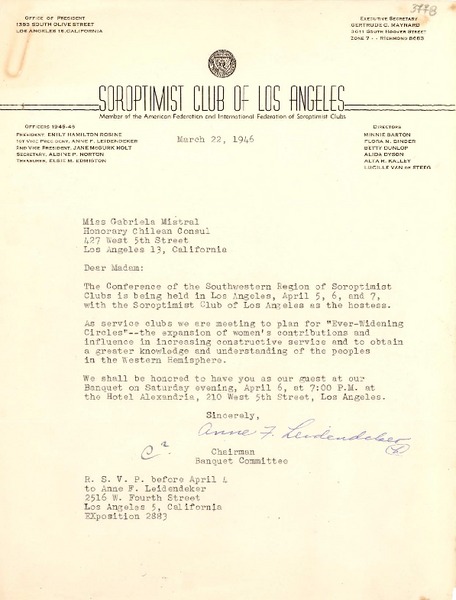 3778
OFFICE OF PRESIDENT
1353 SOUTH OLIVE STREET
LOS ANGELES 15, CALIFORNIA
EXECUTIVE SECRETARY
GERTRUDE C. MAYNARD
ZONE 7 -- RICHMOND 6663
SOROPTIMIST CLUB OF LOS ANGELES
Member of the American Federation and International Federation of Soroptimist Clubs
OFFICERS 1945-46
PRESIDENT, EMILY HAMILTON ROSINE
1ST VICE PRESIDENT, ANNE F. LEIDENDEKER
2ND VICE PRESIDENT, JANE McGURK HOLT
SECRETARY, ALDINE P. NORTON
TREASURER, ELSIE M. EDMISTON
March 22, 1946
DIRECTORS
MINNIE BARTON
FLORA N. BINDER
BETTY DUNLOP
ALIDA DYSON
ALTA R. KALLEY
LUCILLE VAN DE STEEG
Miss Gabriela Mistral
Honorary Chilean Consul
427 West 5th Street
Los Angeles 13, California
Dear Madam:
The Conference of the Southwestern Region of Soroptimist
Clubs is being held in Los Angeles, April 5, 6, and 7,
with the Soroptimist Club of Los Angeles as the hostess.
As service clubs we are meeting to plan for "Ever-Widening
Circles"--the expansion of women's contributions and
influence in increasing constructive service and to obtain
a greater knowledge and understanding of the peoples
in the Western Hemisphere.
We shall be honored to have you as our guest at our
Banquet on Saturday evening, April 6, at 7:00 P.M. at
the Hotel Alexandria, 210 West 5th Street, Los Angeles.
Sincerely,
Anne F. Leidendeker
Chairman
Banquet Committee
R. S. V. P. before April 4
to Anne F. Leidendeker
2516 W. Fourth Street
Los Angeles 5, California
EXposition 2883